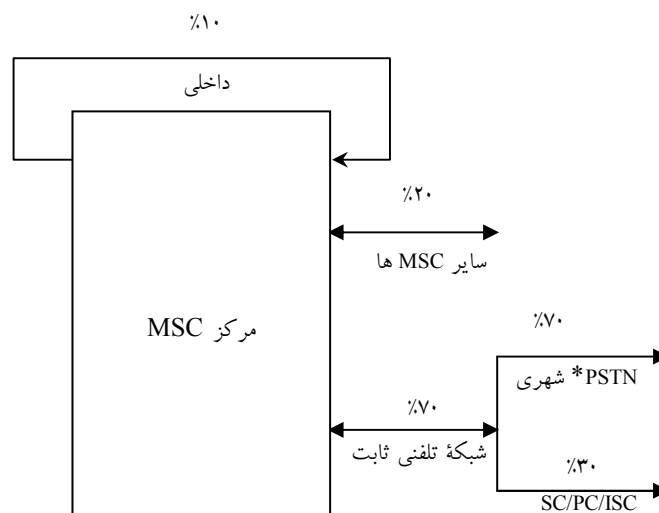 ٪۱۰
داخلی
٪۲۰
سایر MSC ها
مرکز MSC
٪۷۰
PSTN* شهری
٪۷۰
شبکهٔ تلفنی ثابت
٪۳۰
SC/PC/ISC